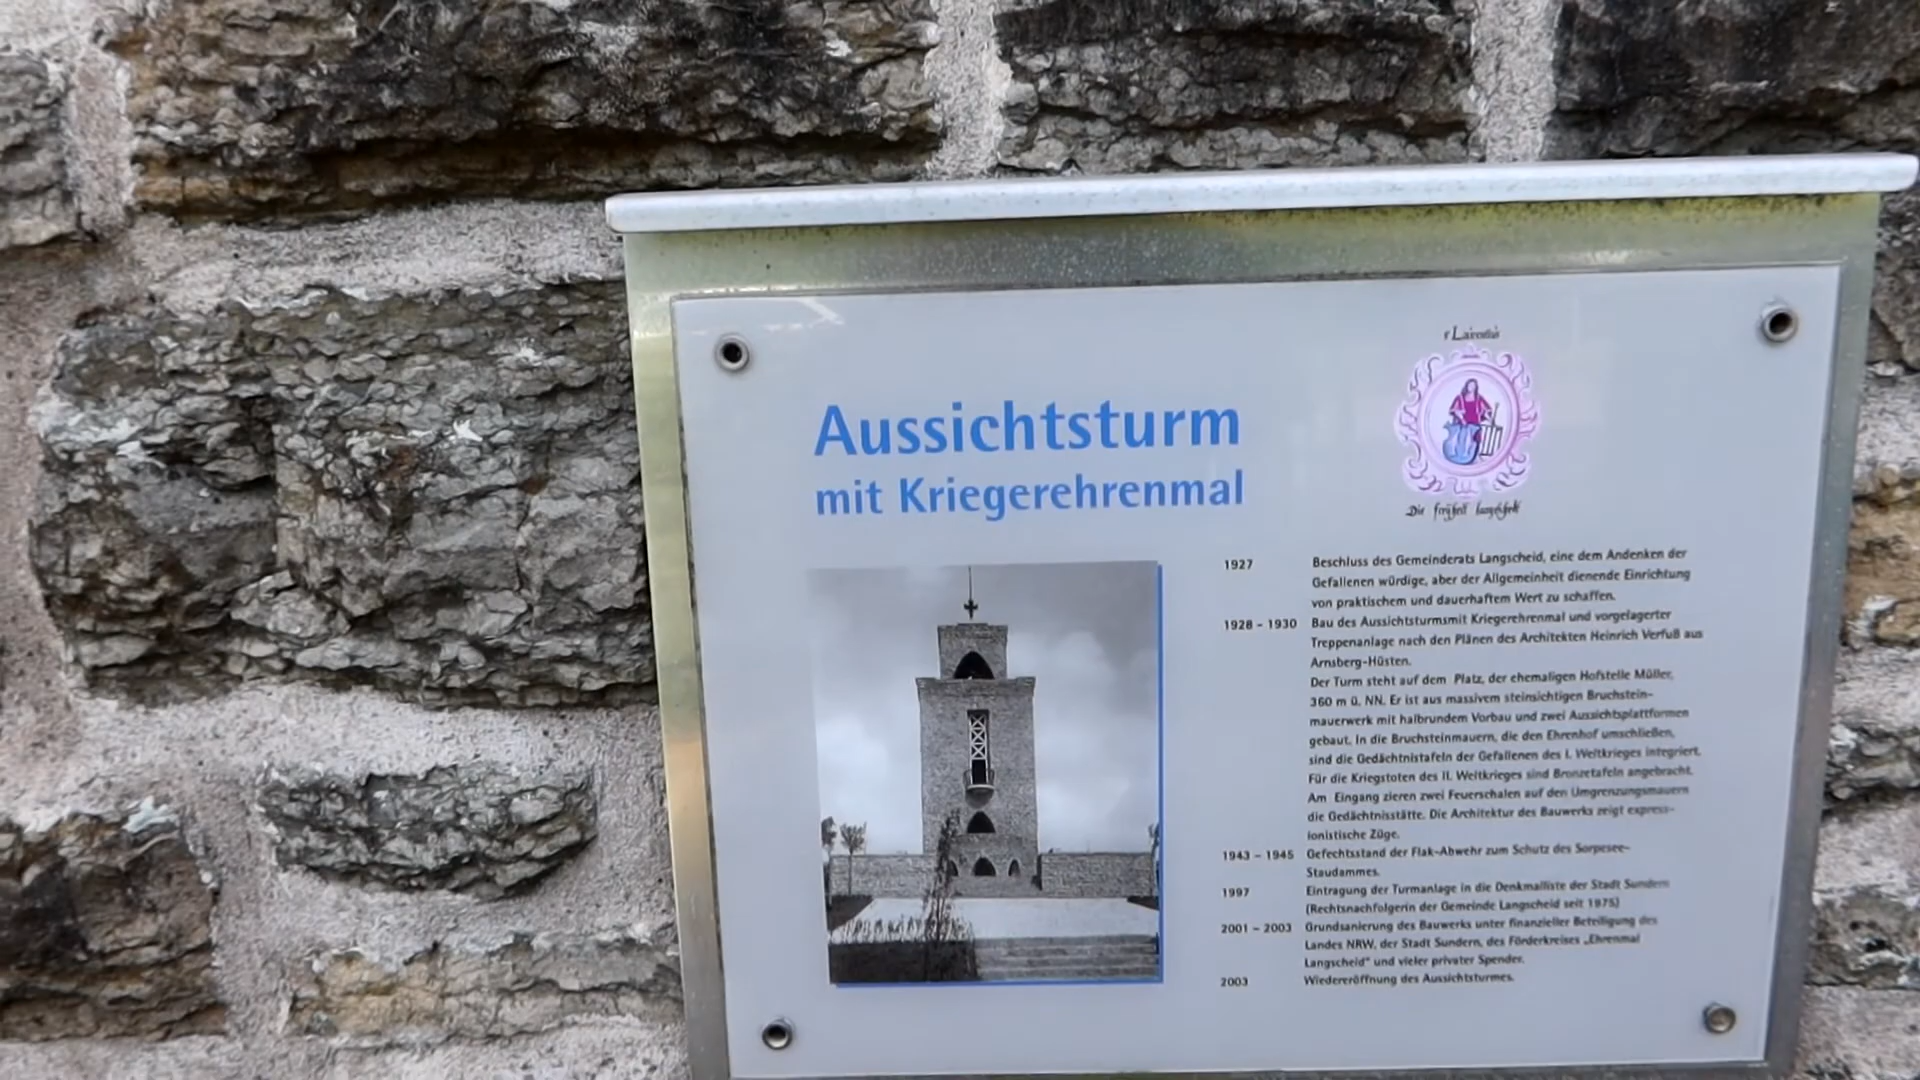 Aussichtsturm
mit Kriegerehrenmal
Die
1927 Beschluss des Gemeinderats Langscheid, eine dem Andenken der
Gefallenen würdige, aber der Allgemeinheit dienende Einrichtung
von praktischem und dauerhaftem Wert zu schaffen.
1928 – 1930 Bau des Aussichtsturmsmit Kriegerehrenmal und vorgelagerter
Treppenanlage nach den Plänen des Architekten Heinrich Verfuß aus
Arnsberg-Hüsten.
Der Turm steht auf dem Platz, der ehemaligen Hofstelle Müller,
360 m ü. NN. Er ist aus massivem steinsichtigen Bruchstein-
mauerwerk mit halbrundem Vorbau und zwei Aussichtsplattformen
gebaut. In die Bruchsteinmauern, die den Ehrenhof umschließen,
sind die Gedächtnistafeln der Gefallenen des I. Weltkrieges integriert.
Für die Kriegstoten des II. Weltkrieges sind Bronzetafeln angebracht.
Am Eingang zieren zwei Feuerschalen auf den Umgrenzungsmauern
die Gedächtnisstätte. Die Architektur des Bauwerks zeigt express-
ionistische Züge.
1943 – 1945 Gefechtsstand der Flak-Abwehr zum Schutz des Sorpesee-
Staudammes.
1997 Eintragung der Turmanlage in die Denkmalliste der Stadt Sundern
(Rechtsnachfolgerin der Gemeinde Langscheid seit 1975)
2001 – 2003 Grundsanierung des Bauwerks unter finanzieller Beteiligung des
Landes NRW, der Stadt Sundern, des Förderkreises „Ehrenmal
Langscheid" und vieler privater Spender.
2003 Wiedereröffnung des Aussichtsturmes.